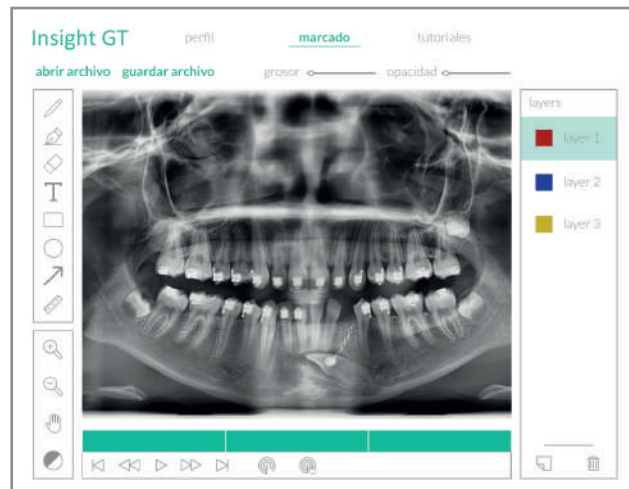 Insight GT perfil marcado tutoriales
abrir archivo guardar archivo grosor opacidad
T
layers
layer 1
layer 2
layer 3